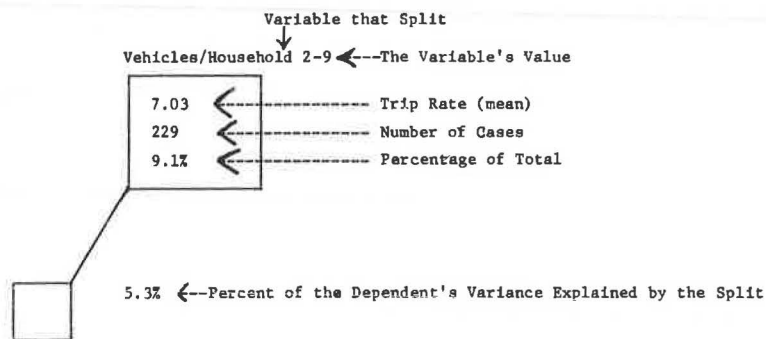 Variable that Split
Vehicles/Household 2-9 <---The Variable's Value
7.03 <--------------- Trip Rate (mean)
229 <--------------- Number of Cases
9.1% <--------------- Percentage of Total
5.3% <--Percent of the Dependent's Variance Explained by the Split